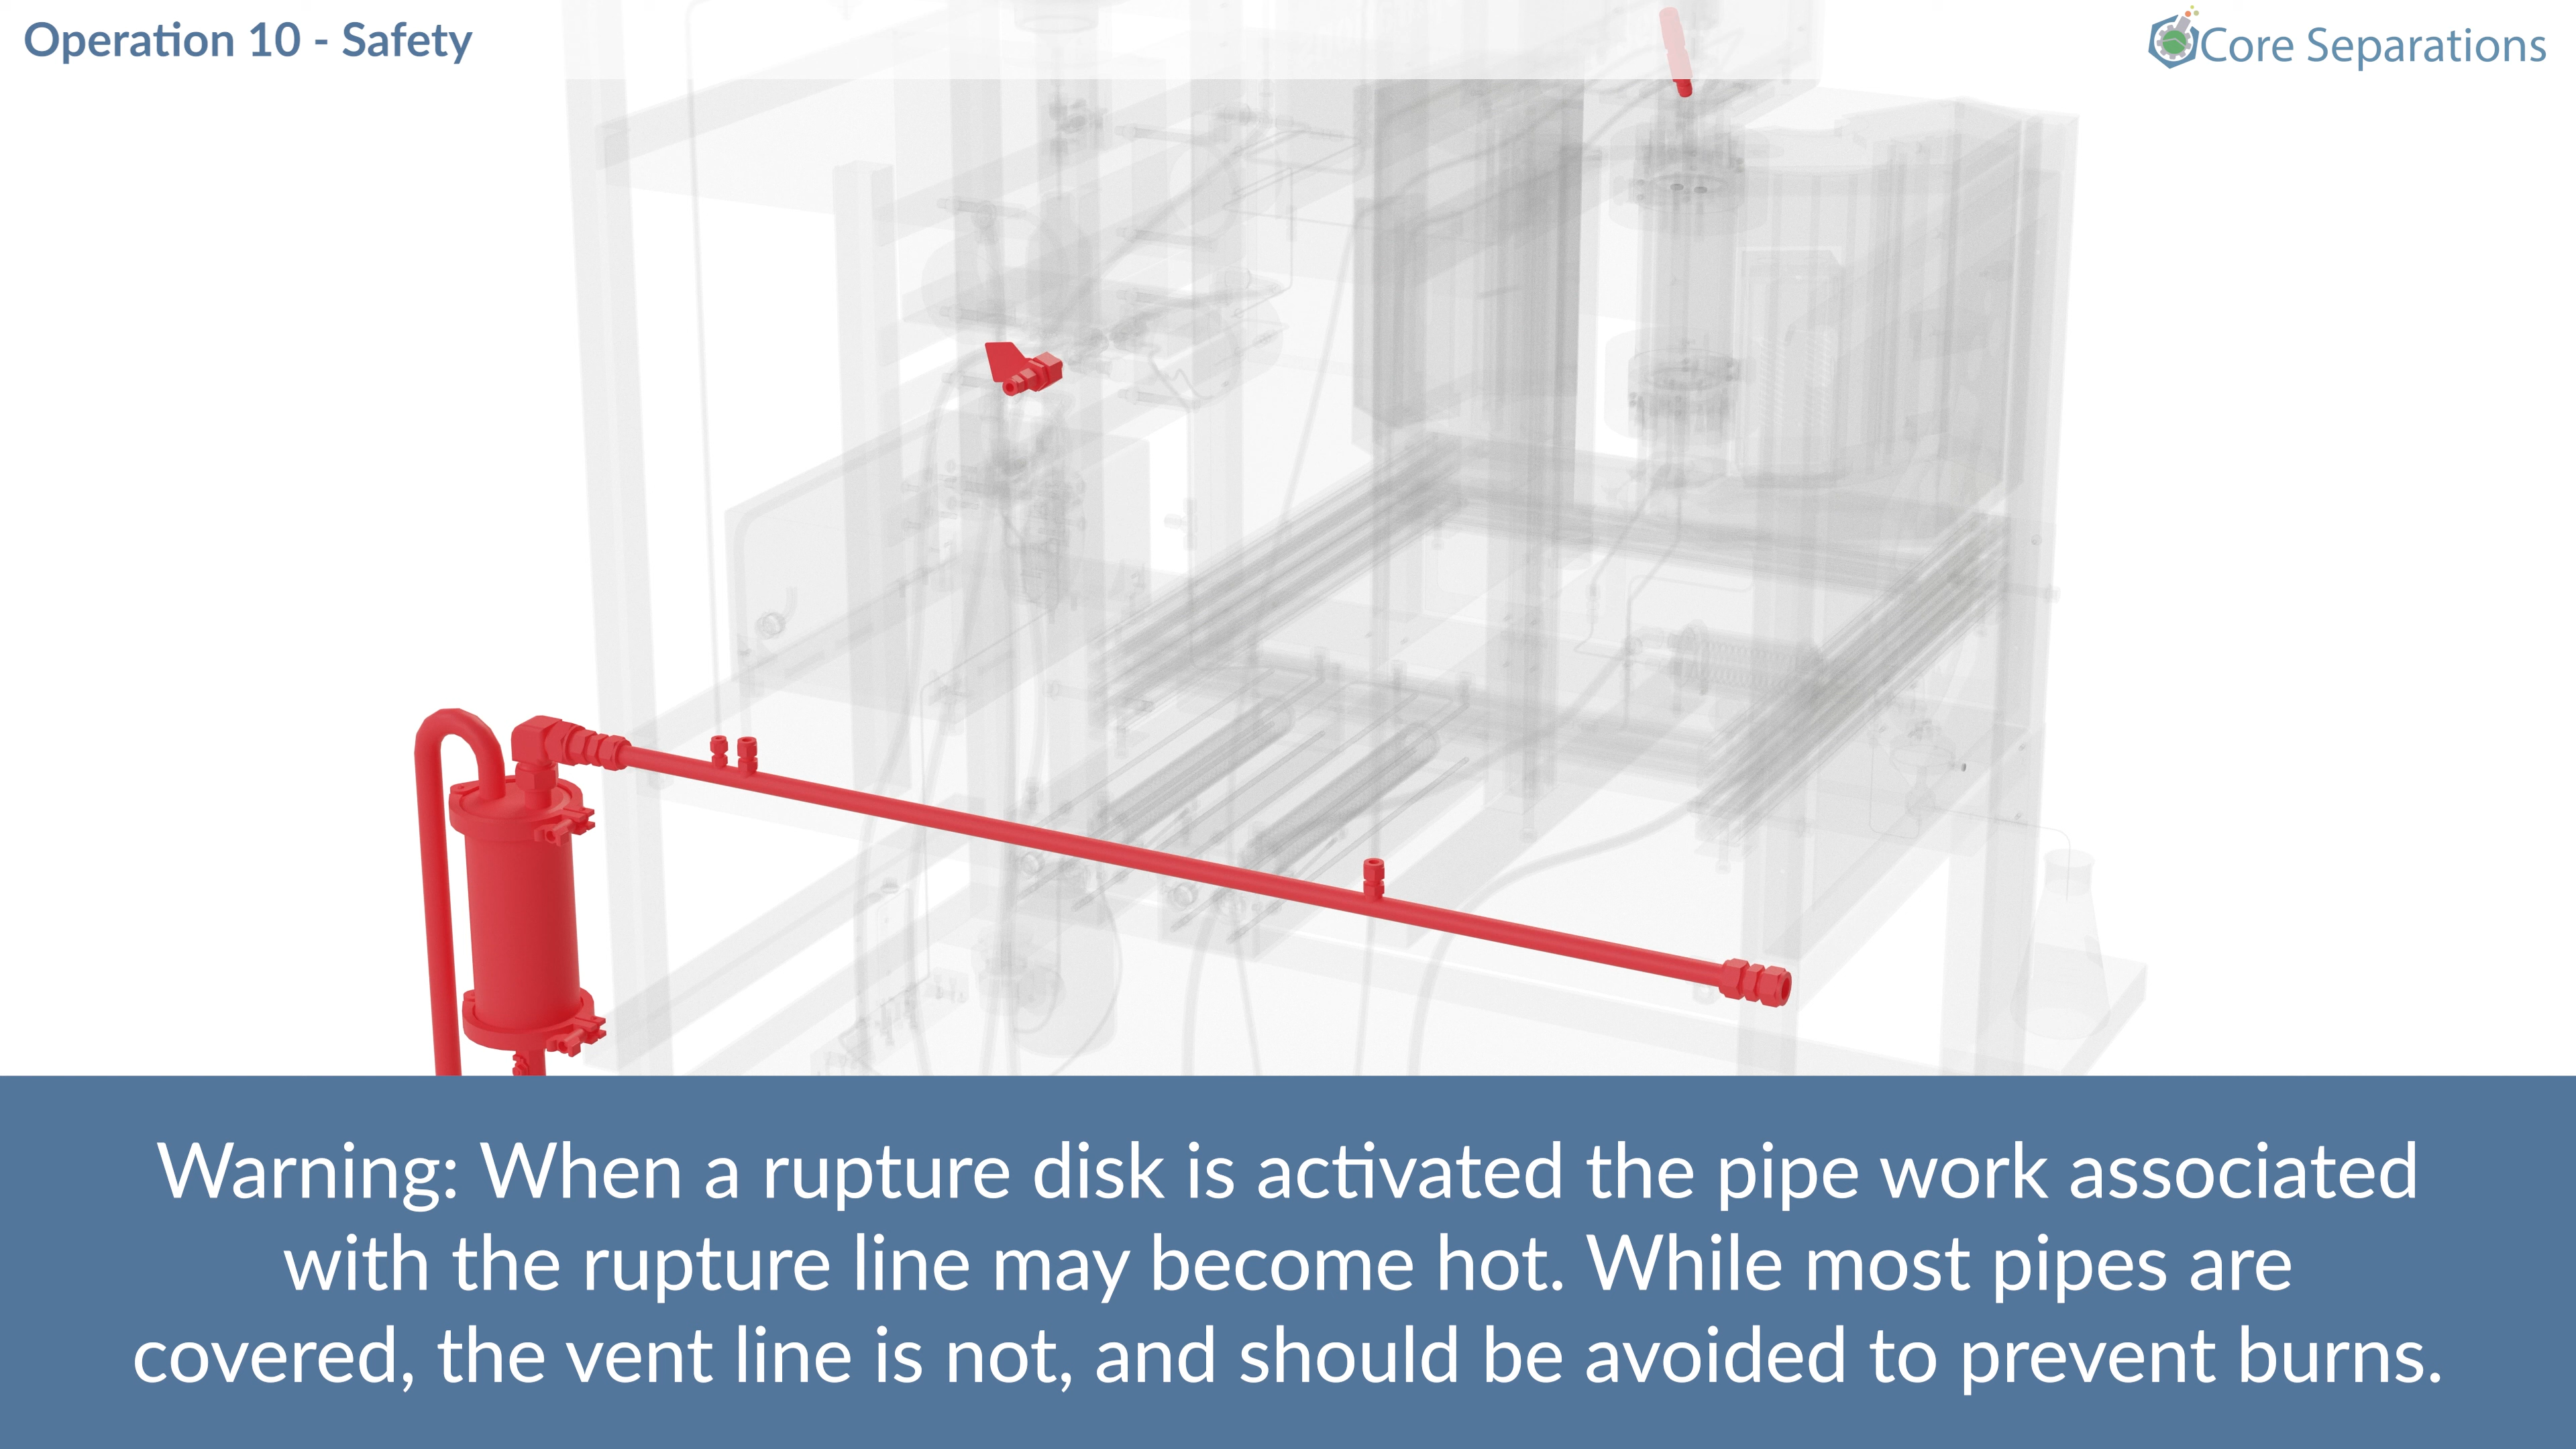 Operation 10 - Safety
Core Separations
Warning: When a rupture disk is activated the pipe work associated
with the rupture line may become hot. While most pipes are
covered, the vent line is not, and should be avoided to prevent burns.